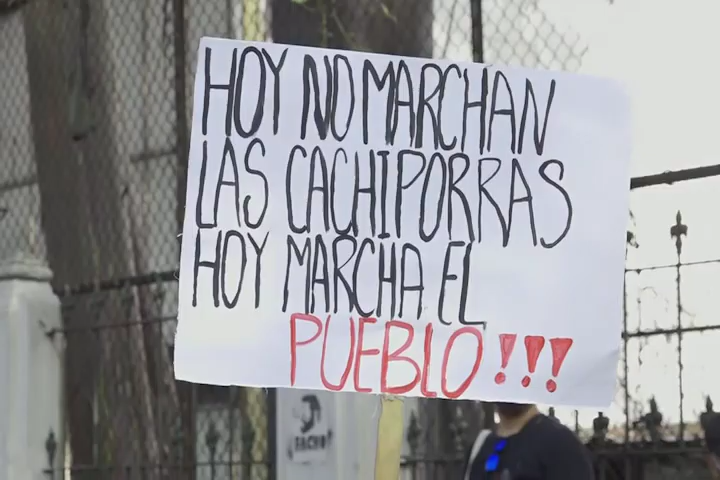 HOY NO MARCHAN
LAS CACHIPORRAS
HOY MARCHA EL
PUEBLO!!!